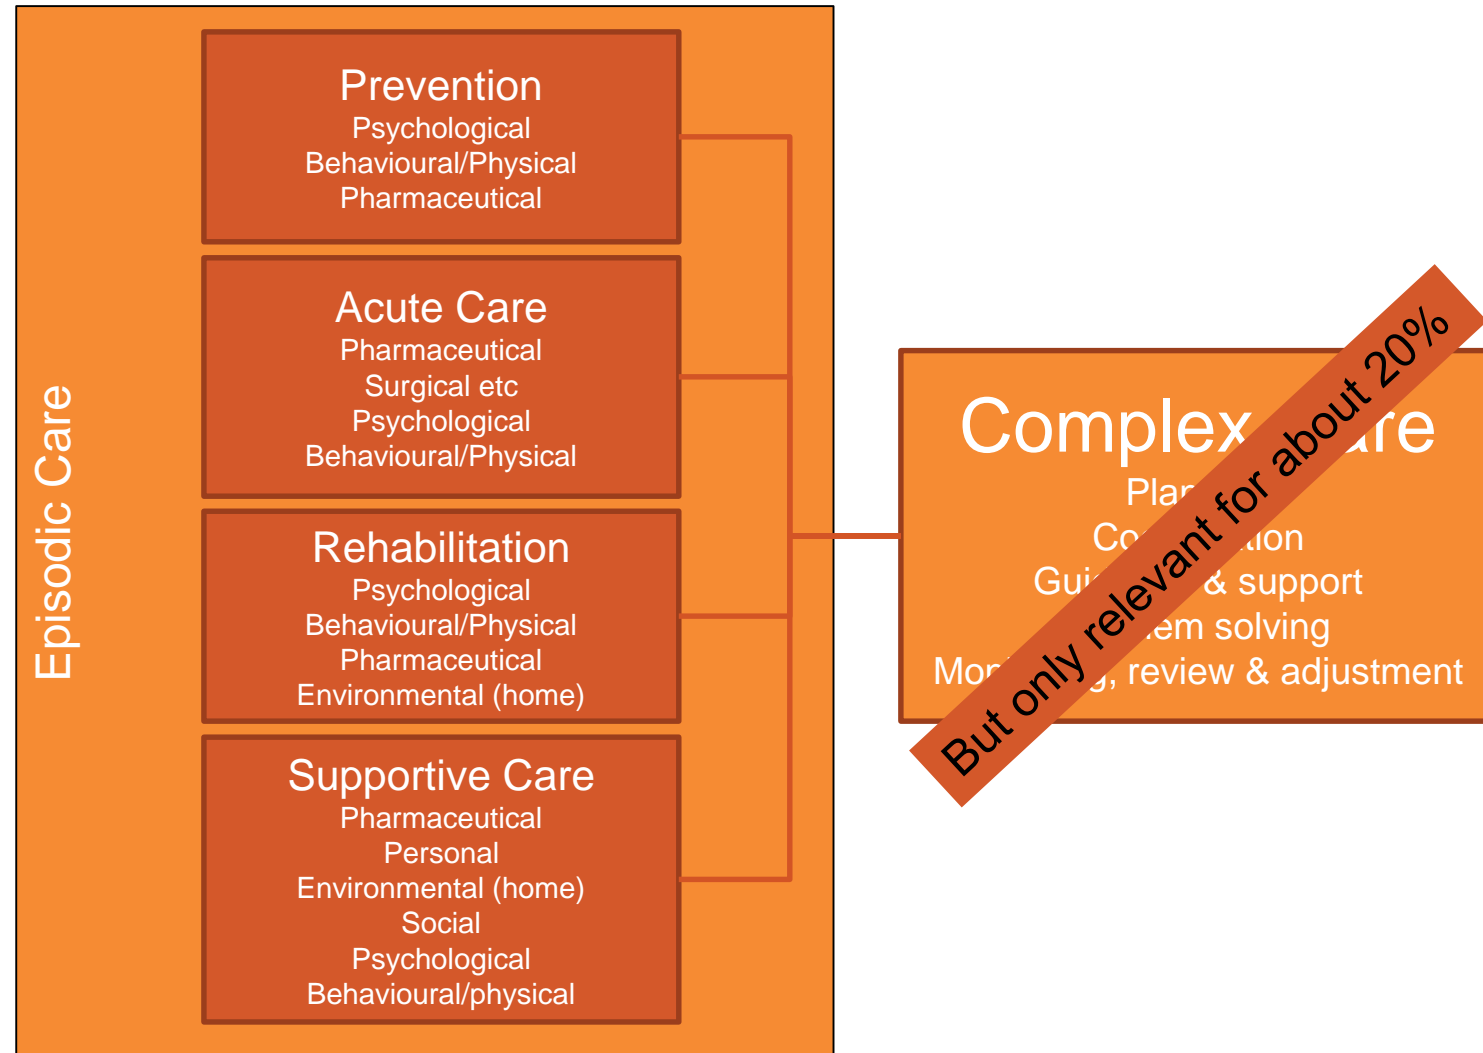 Episodic Care
Prevention
Psychological
Behavioural/Physical
Pharmaceutical
Acute Care
Pharmaceutical
Surgical etc
Psychological
Behavioural/Physical
Rehabilitation
Psychological
Behavioural/Physical
Pharmaceutical
Environmental (home)
Supportive Care
Pharmaceutical
Personal
Environmental (home)
Social
Psychological
Behavioural/physical
Complex
& support
solving
review & adjustment
But only relevant for about 20%